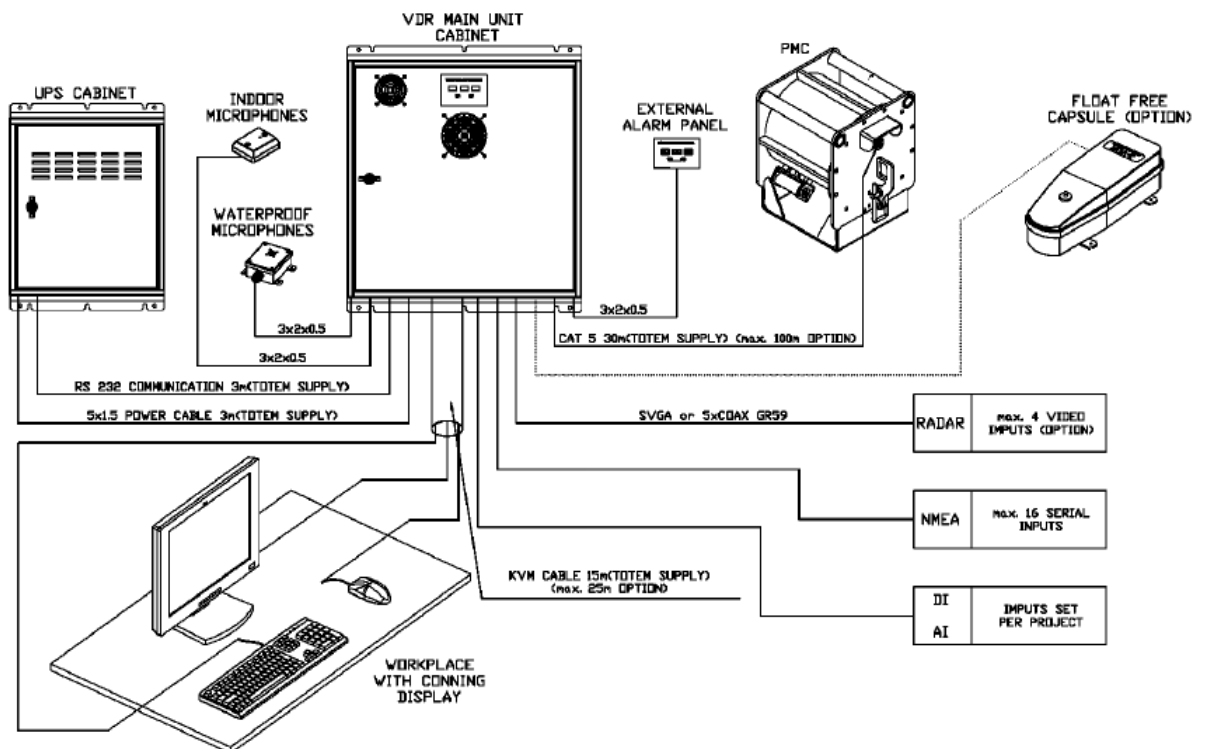 VDR MAIN UNIT
CABINET
PMC
UPS CABINET
INDOOR
MICROPHONES
EXTERNAL
ALARM PANEL
FLOAT FREE
CAPSULE (OPTION)
WATERPROOF
MICROPHONES
3x2x0.5
3x2x0.5
CAT 5 30m(TOTEM SUPPLY) (max. 100m OPTION)
3x2x0.5
RS 232 COMMUNICATION 3m(TOTEM SUPPLY)
5x1.5 POWER CABLE 3m(TOTEM SUPPLY)
SVGA or 5xCOAX GR59
RADAR
max. 4 VIDEO
IMPUTS (OPTION)
NMEA
max. 16 SERIAL
INPUTS
KVM CABLE 15m(TOTEM SUPPLY)
(max. 25m OPTION)
DI
AI
IMPUTS SET
PER PROJECT
WORKPLACE
WITH CONNING
DISPLAY